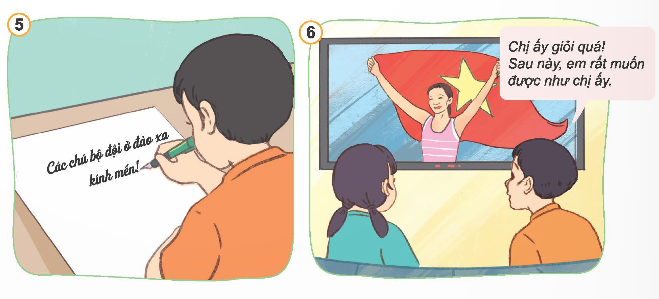 5
Các chú bộ đội ở đảo xa
kính mến!
6
Chị ấy giỏi quá!
Sau này, em rất muốn
được như chị ấy.